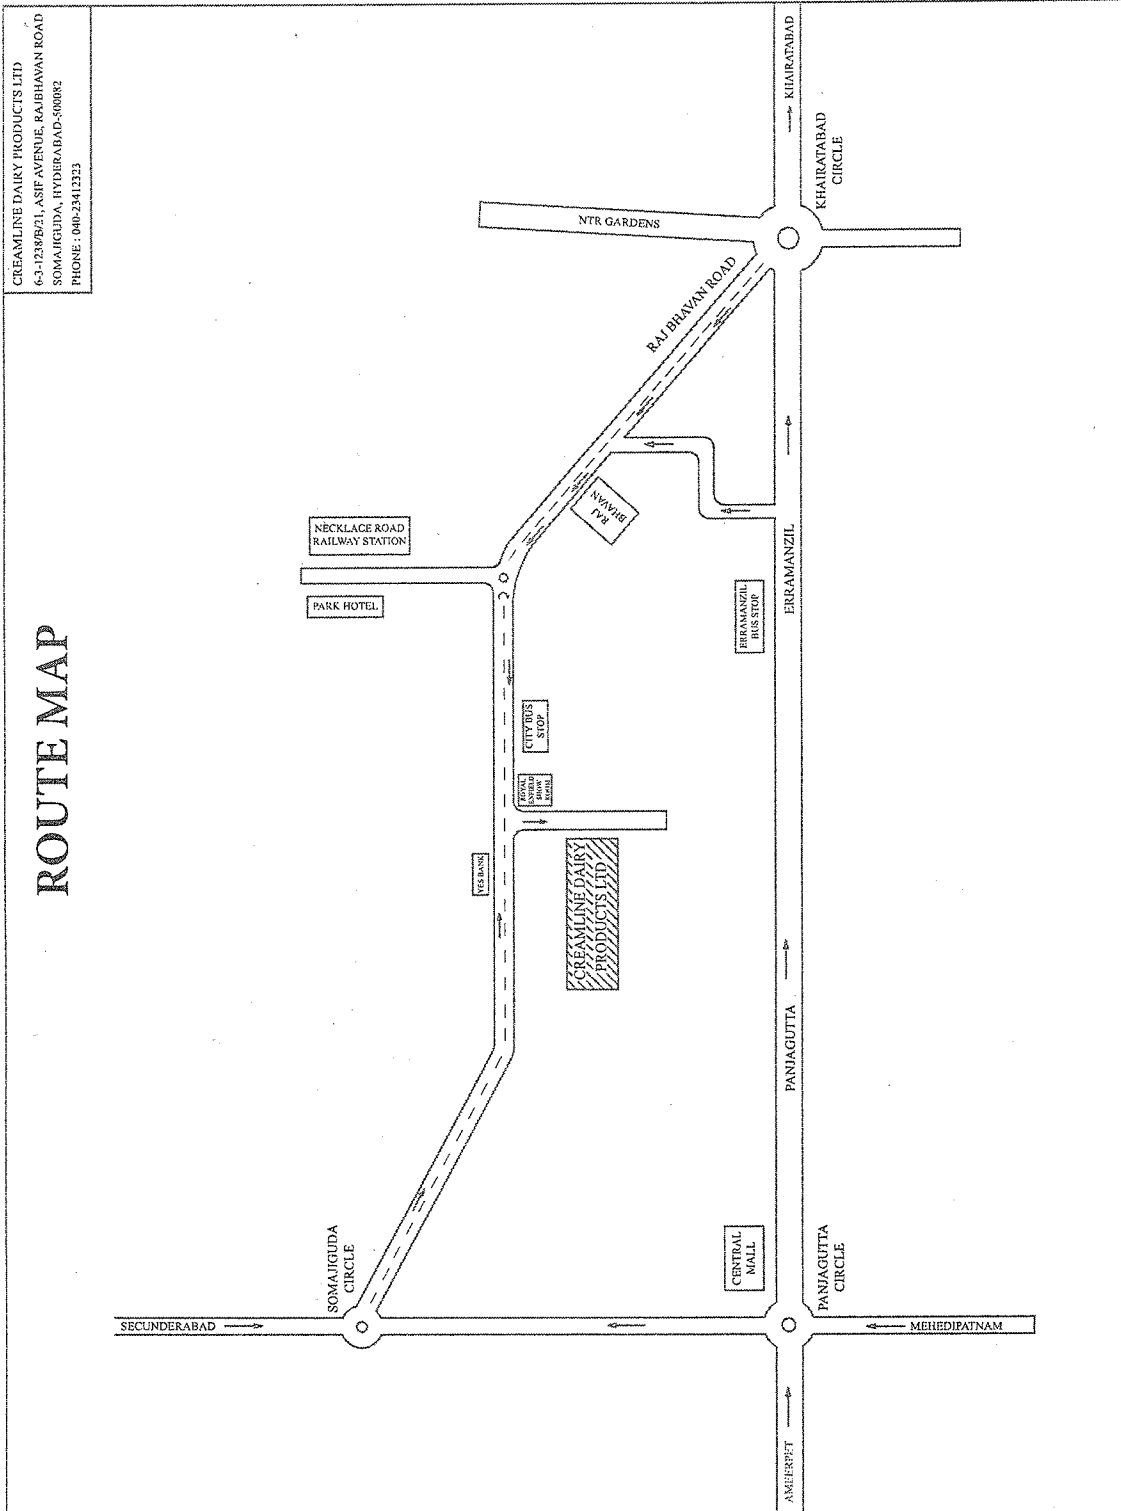 ROUTE MAP
CREAMLINE DAIRY PRODUCTS LTD
6-3-1238/B/21, ASIF AVENUE, RAJBHAVAN ROAD
SOMAJIGUDA, HYDERABAD-500082
PHONE : 040-23412323
SECUNDERABAD
SOMAJIGUDA
CIRCLE
YES BANK
PARK HOTEL
NECKLACE ROAD
RAILWAY STATION
CITY BUS
STOP
ROYAL
ENFIELD
SHOW
ROOM
CREAMLINE DAIRY
PRODUCTS LTD
RAJ
BHAVAN
RAJ BHAVAN ROAD
NTR GARDENS
CENTRAL
MALL
ERRAMANZIL
BUS STOP
AMEERPET
PANJAGUTTA
ERRAMANZIL
KHAIRATABAD
PANJAGUTTA
CIRCLE
KHAIRATABAD
CIRCLE
MEHEDIPATNAM